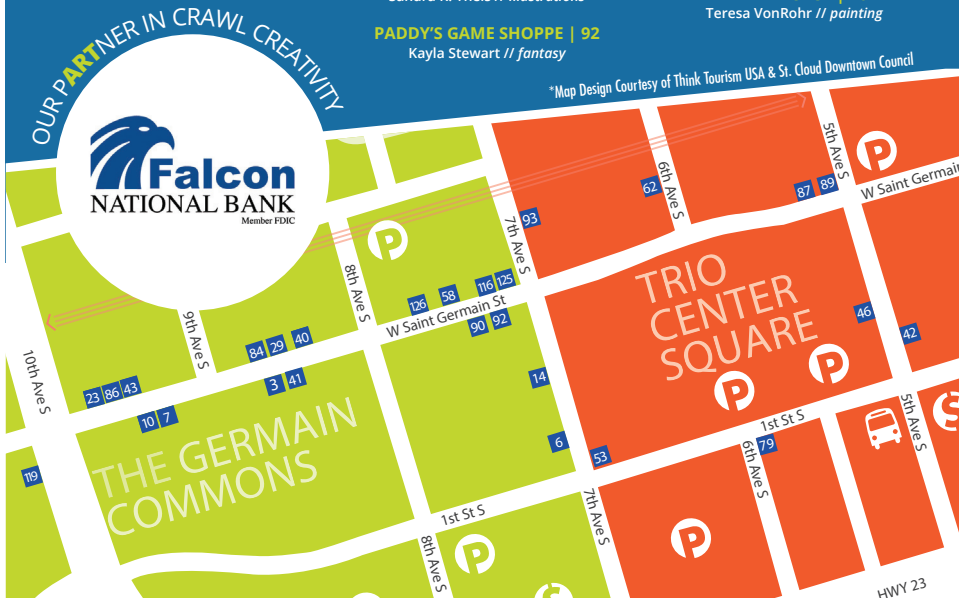 PADDY'S GAME SHOPPE | 92
Kayla Stewart // fantasy
Teresa VonRohr // painting
*Map Design Courtesy of Think Tourism USA & St. Cloud Downtown Council
OUR PARTNER IN CRAWL CREATIVITY
Falcon
NATIONAL BANK
Member FDIC
5th Ave S
P
W Saint Germain
6th Ave S
62
87
89
93
7th Ave S
P
8th Ave S
126
58
116
125
W Saint Germain St
90
92
TRIO
CENTER
SQUARE
46
42
9th Ave S
84
29
40
10th Ave S
23
86
43
3
41
10
7
14
P
P
THE GERMAIN
COMMONS
119
6
53
1st St S
79
6th Ave S
5th Ave S
S
1st St S
7th Ave S
8th Ave S
P
P
S
HWY 23